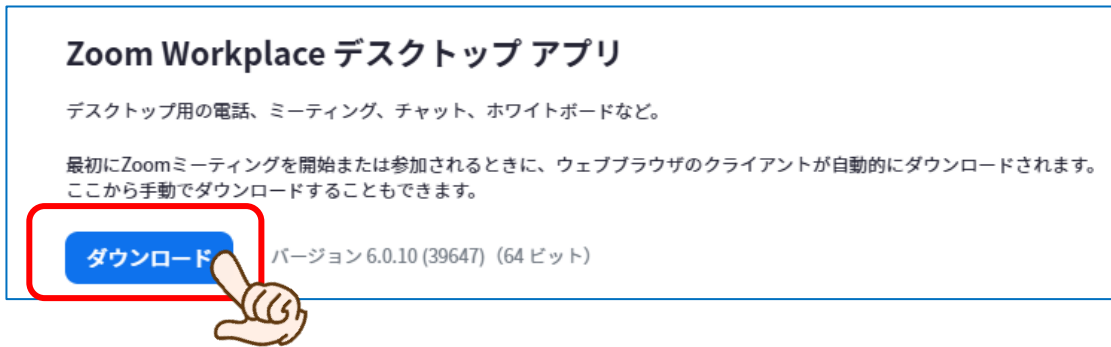 Zoom Workplace デスクトップ アプリ
デスクトップ用の電話、ミーティング、チャット、ホワイトボードなど。
最初にZoomミーティングを開始または参加されるときに、ウェブブラウザのクライアントが自動的にダウンロードされます。
ここから手動でダウンロードすることもできます。
ダウンロード バージョン 6.0.10 (39647)（64 ビット）